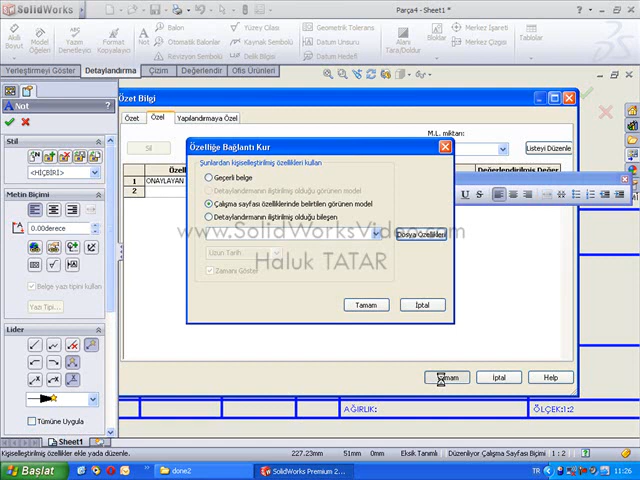 SolidWorks
Parça4 - Sheet1 *
Akıllı Boyut
Model Öğeleri
Yazım Denetleyici
Format Kopyalayıcı
Not
Balon
Otomatik Balonlar
Revizyon Sembolü
Yüzey Cilası
Kaynak Sembolü
Delik Belirtme
Geometrik Tolerans
Datum Unsuru
Datum Hedefi
Alanı Tara/Doldur
Bloklar
Merkez İşareti
Merkez Çizgisi
Tablolar
Yerleştirmeyi Göster
Detaylandırma
Çizim
Değerlendir
Ofis Ürünleri
Not
?
Stil
<HİÇBİRİ>
Metin Biçimi
0.00derece
Belge yazı tipini kullan
Yazı Tipi...
Lider
Tümüne Uygula
Özet Bilgi
Özet
Özel
Yapılandırmaya Özel
Sil
M.L. miktarı:
Listeyi Düzenle
Değerlendirilmiş Değer
1
ONAYLAYAN
2
Özelliğe Bağlantı Kur
Şunlardan kişiselleştirilmiş özellikleri kullan
Geçerli belge
Detaylandırmanın iliştirilmiş olduğu görünen model
Çalışma sayfası özelliklerinde belirtilen görünen model
Detaylandırmanın iliştirilmiş olduğu bileşen
Dosya Özellikleri
Uzun Tarih
Zamanı Göster
Tamam
İptal
www.SolidWorksVideo.com
Haluk TATAR
İptal
Help
AĞIRLIK:
ÖLÇEK:1:2
Sheet1
Kişiselleştirilmiş özellikler ekle yada düzenle.
227.23mm
51mm
0mm
Eksik Tanımlı
Düzenleniyor Çalışma Sayfası Biçimi
1 : 2
Başlat
done2
SolidWorks Premium 2...
TR
11:26